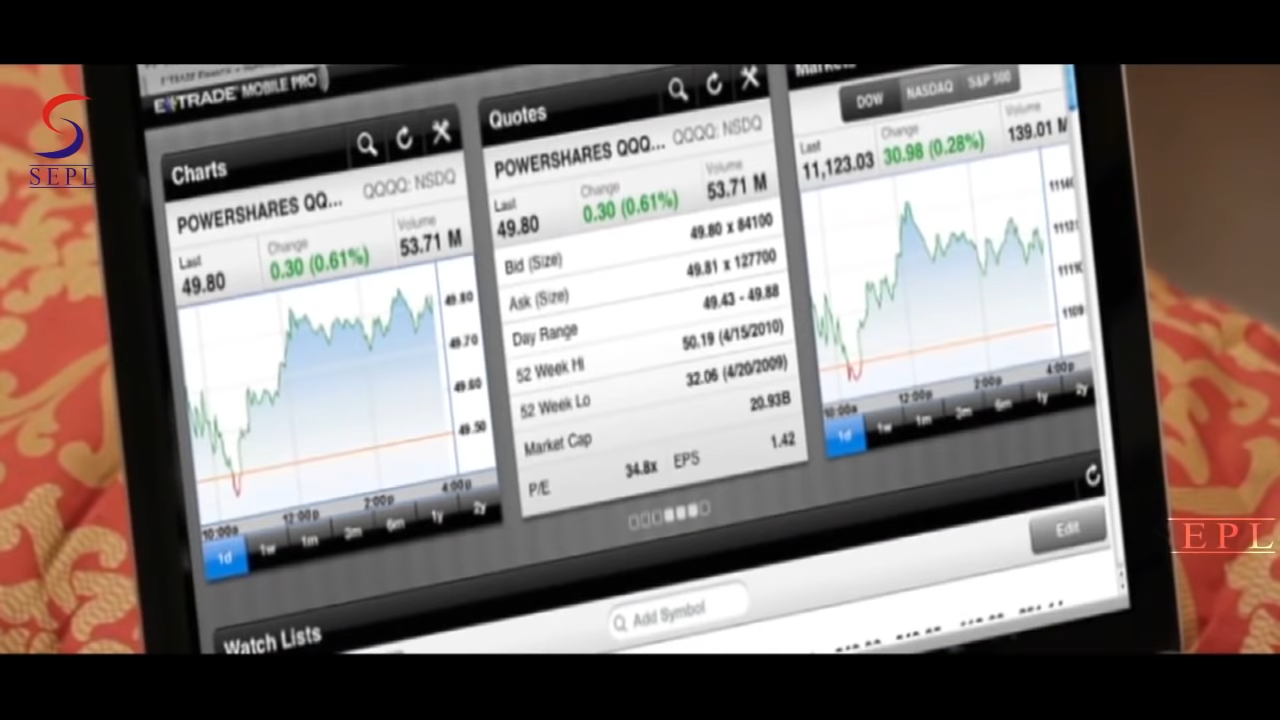 E*TRADE MOBILE PRO
SEPL
Charts
POWERSHARES QQ... QQQQ: NSDQ
Last Change Volume
49.80 0.30 (0.61%) 53.71 M
49.80
49.70
49.60
49.50
10:00a 12:00p 2:00p 4:00p
1d 1w 1m 3m 6m 1y 2y
Quotes
POWERSHARES QQQ... QQQQ: NSDQ
Last Change Volume
49.80 0.30 (0.61%) 53.71 M
Bid (Size) 49.80 x 84100
Ask (Size) 49.81 x 127700
Day Range 49.43 - 49.88
52 Week Hi 50.19 (4/15/2010)
52 Week Lo 32.06 (4/20/2009)
Market Cap 20.93B
P/E 34.8x EPS 1.42
Markets
DOW NASDAQ S&P 500
Last Change Volume
11,123.03 30.98 (0.28%) 139.01 M
10:00a 12:00p 2:00p 4:00p
1d 1w 1m 3m 6m 1y 2y
Watch Lists
Add Symbol
Edit
SEPL